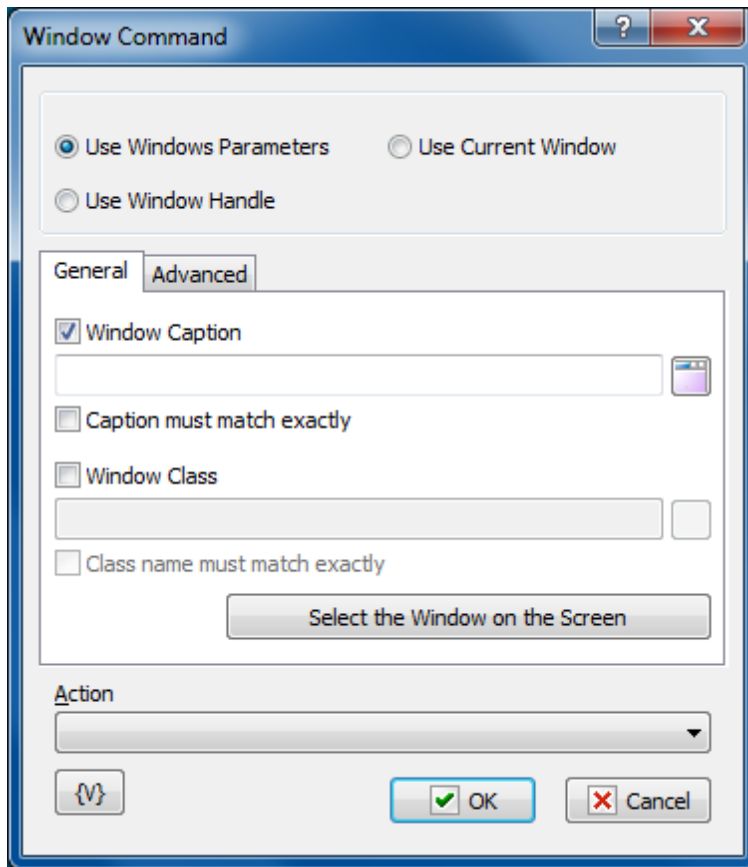 Window Command
?
Use Windows Parameters Use Current Window
Use Window Handle
General Advanced
Window Caption
Caption must match exactly
Window Class
Class name must match exactly
Select the Window on the Screen
Action
{V} OK Cancel